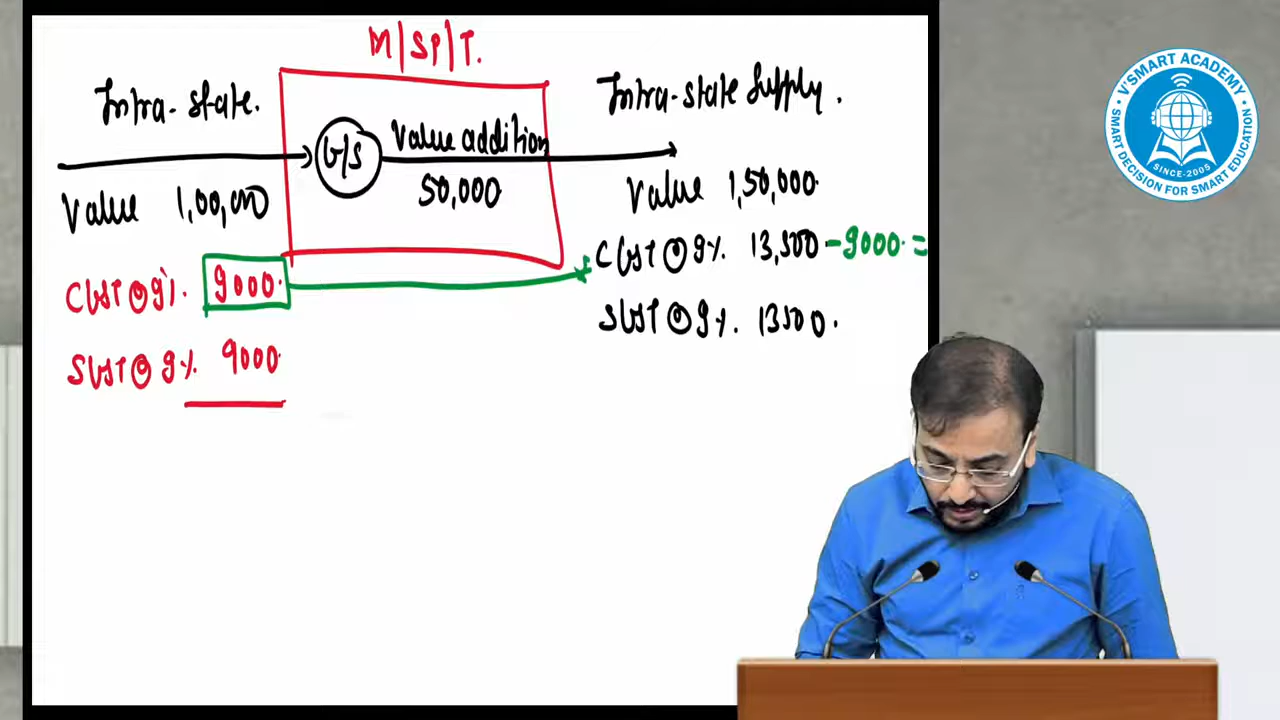 M|SP|T.
Intra-state.
Value 1,00,000
CGST @ 9%. 9000.
SGST @ 9%. 9000.
G/S
Value addition
50,000
Intra-state Supply.
Value 1,50,000.
CGST @ 9%. 13,500 -9000. =
SGST @ 9%. 13500.
V'SMART ACADEMY
SMART DECISION FOR SMART EDUCATION
SINCE-2005